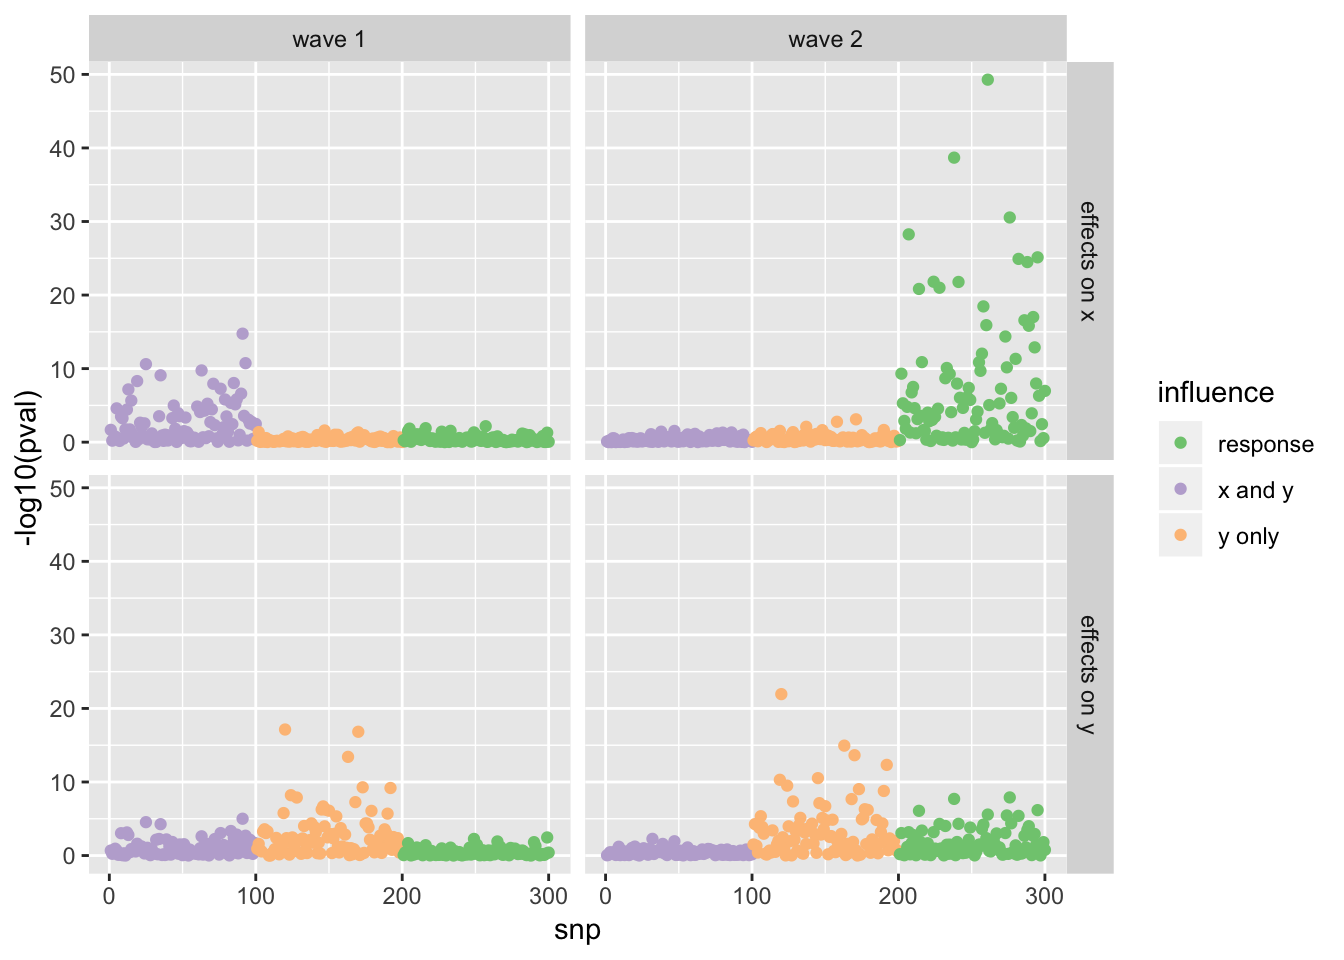 wave 1
wave 2
50
40
30
20
10
0
effects on x
50
40
30
20
10
0
effects on y
0
100
200
300
0
100
200
300
snp
-log10(pval)
influence
response
x and y
y only